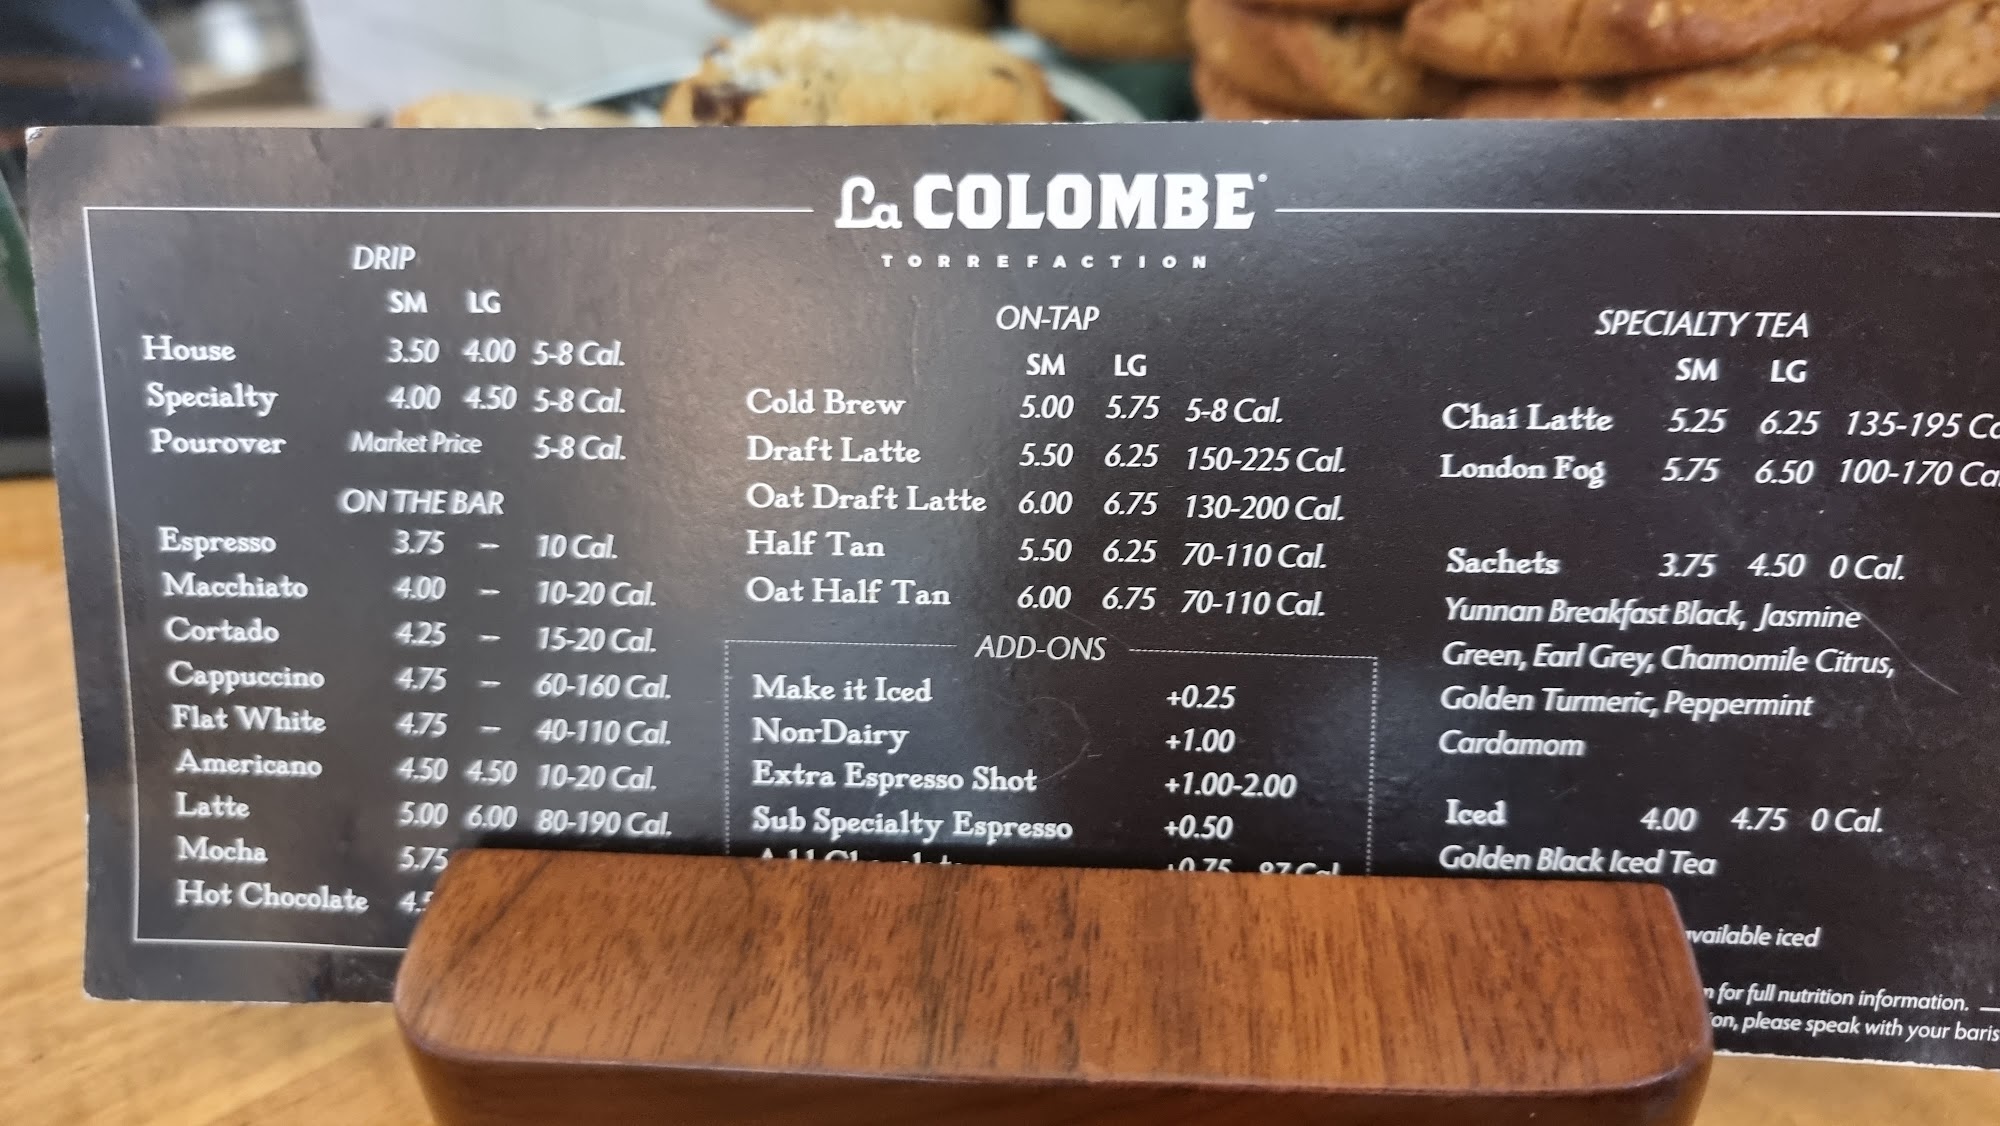 La COLOMBE
TORREFACTION
DRIP
SM LG
House 3.50 4.00 5-8 Cal.
Specialty 4.00 4.50 5-8 Cal.
Pourover Market Price 5-8 Cal.
ON THE BAR
Espresso 3.75 – 10 Cal.
Macchiato 4.00 – 10-20 Cal.
Cortado 4.25 – 15-20 Cal.
Cappuccino 4.75 – 60-160 Cal.
Flat White 4.75 – 40-110 Cal.
Americano 4.50 4.50 10-20 Cal.
Latte 5.00 6.00 80-190 Cal.
Mocha 5.75
Hot Chocolate
ON-TAP
SM LG
Cold Brew 5.00 5.75 5-8 Cal.
Draft Latte 5.50 6.25 150-225 Cal.
Oat Draft Latte 6.00 6.75 130-200 Cal.
Half Tan 5.50 6.25 70-110 Cal.
Oat Half Tan 6.00 6.75 70-110 Cal.
ADD-ONS
Make it Iced +0.25
Non-Dairy +1.00
Extra Espresso Shot +1.00-2.00
Sub Specialty Espresso +0.50
SPECIALTY TEA
SM LG
Chai Latte 5.25 6.25 135-195
London Fog 5.75 6.50 100-170
Sachets 3.75 4.50 0 Cal.
Yunnan Breakfast Black, Jasmine
Green, Earl Grey, Chamomile Citrus,
Golden Turmeric, Peppermint
Cardamom
Iced 4.00 4.75 0 Cal.
Golden Black Iced Tea
available iced
for full nutrition information.
please speak with your